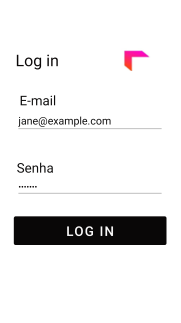 Log in
E-mail
jane@example.com
Senha
•••••••
LOG IN